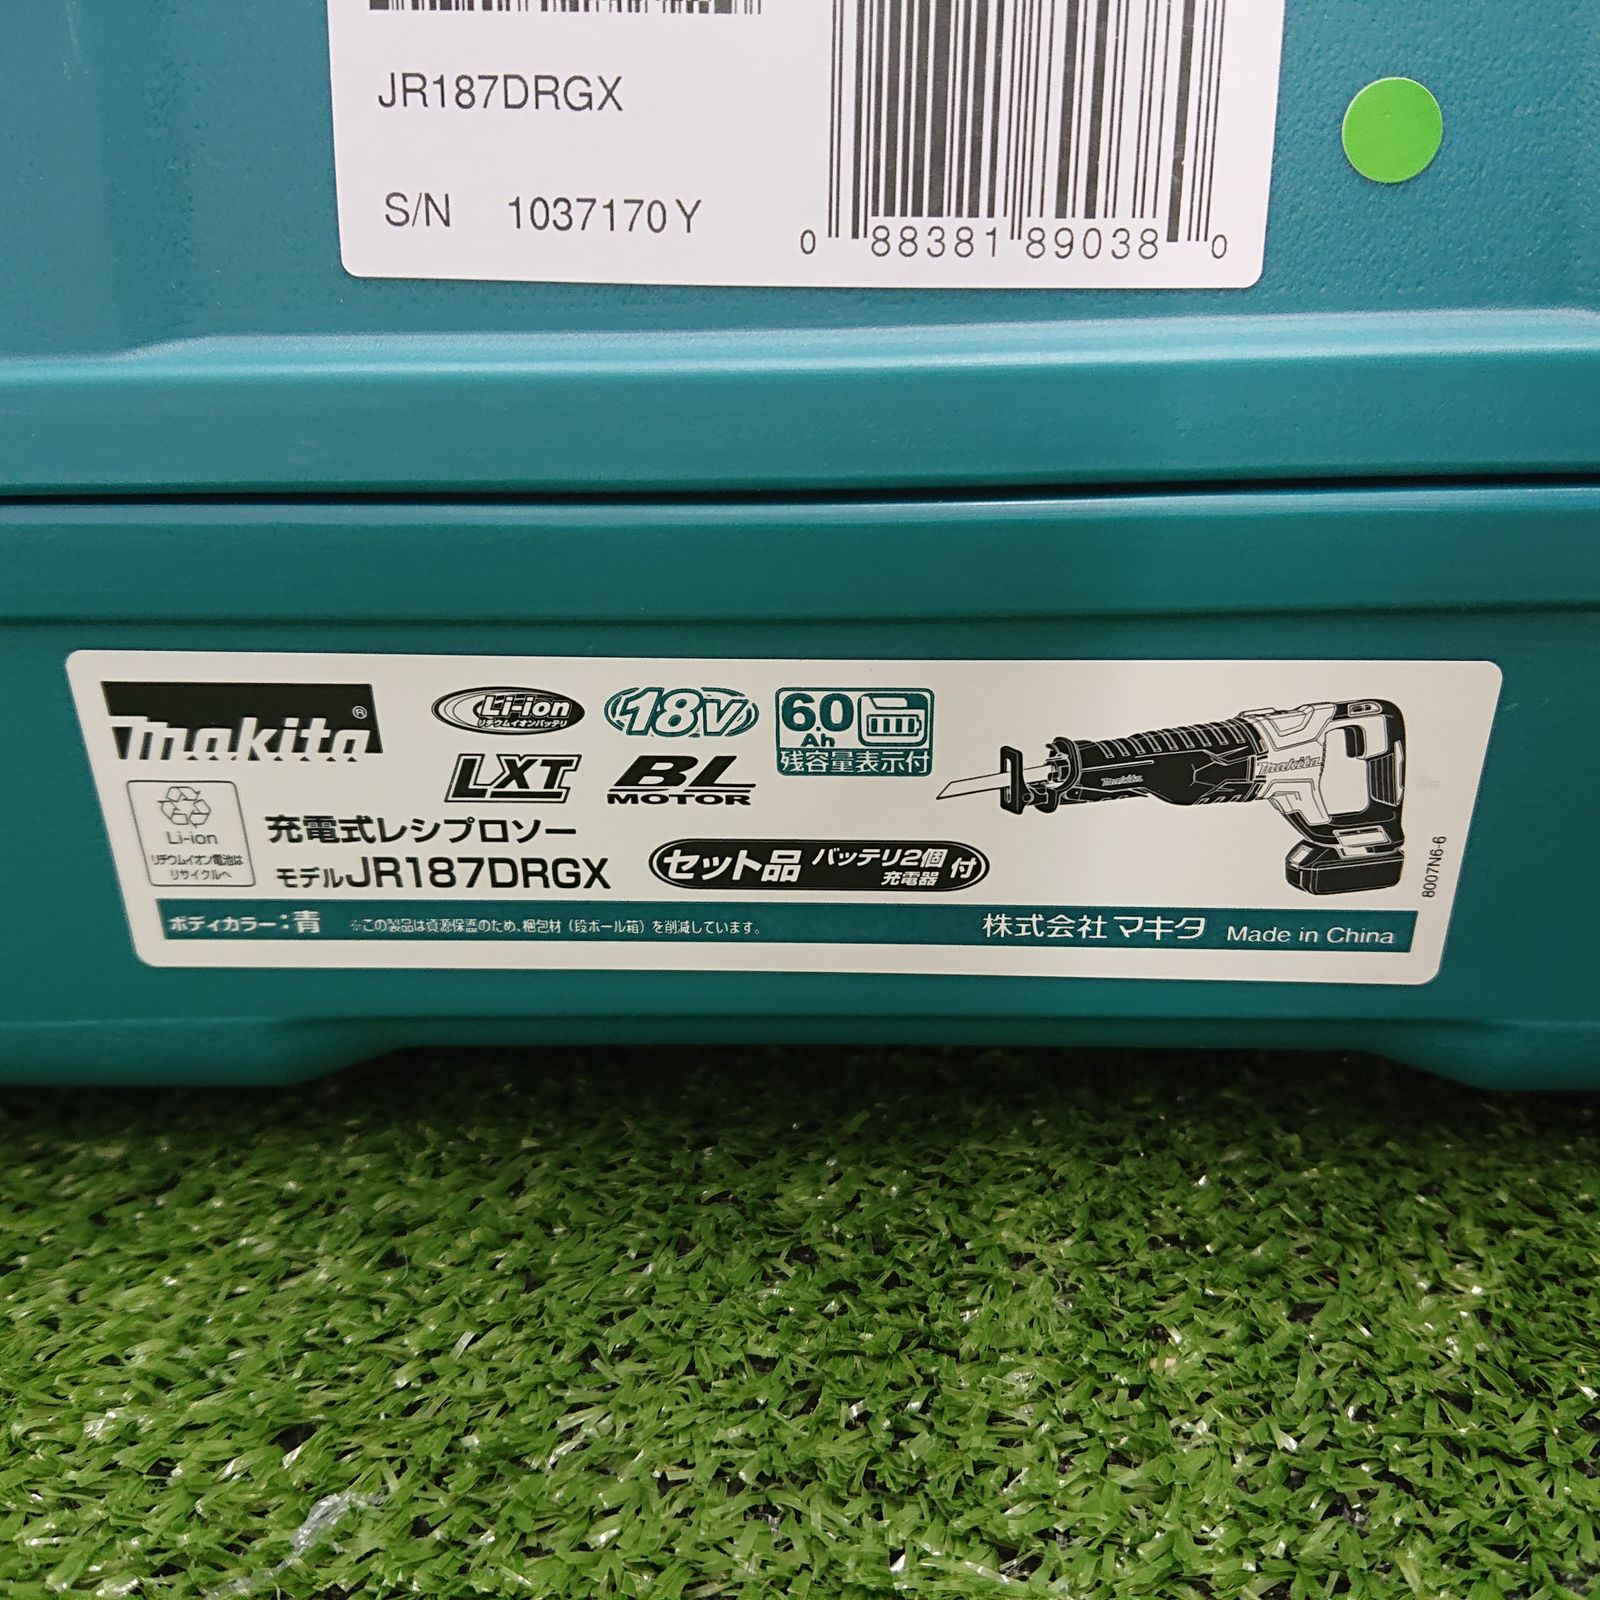 JR187DRGX
S/N 1037170Y
0 88381 89038 0
makita®
Li-ion
リチウムイオンバッテリ
18V
6.0
Ah
残容量表示付
LXT
BL
MOTOR
Li-ion
リチウムイオン電池は
リサイクルへ
充電式レシプロソー
モデルJR187DRGX
セット品 バッテリ2個 充電器 付
makita
Makita
8007N6-6
ボディカラー:青 ※この製品は資源保護のため、梱包材(段ボール箱)を削減しています。
株式会社マキタ Made in China